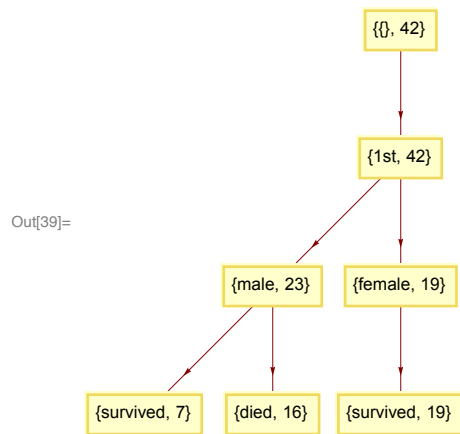 {{}, 42}
{1st, 42}
Out[39]=
{male, 23} {female, 19}
{survived, 7} {died, 16} {survived, 19}